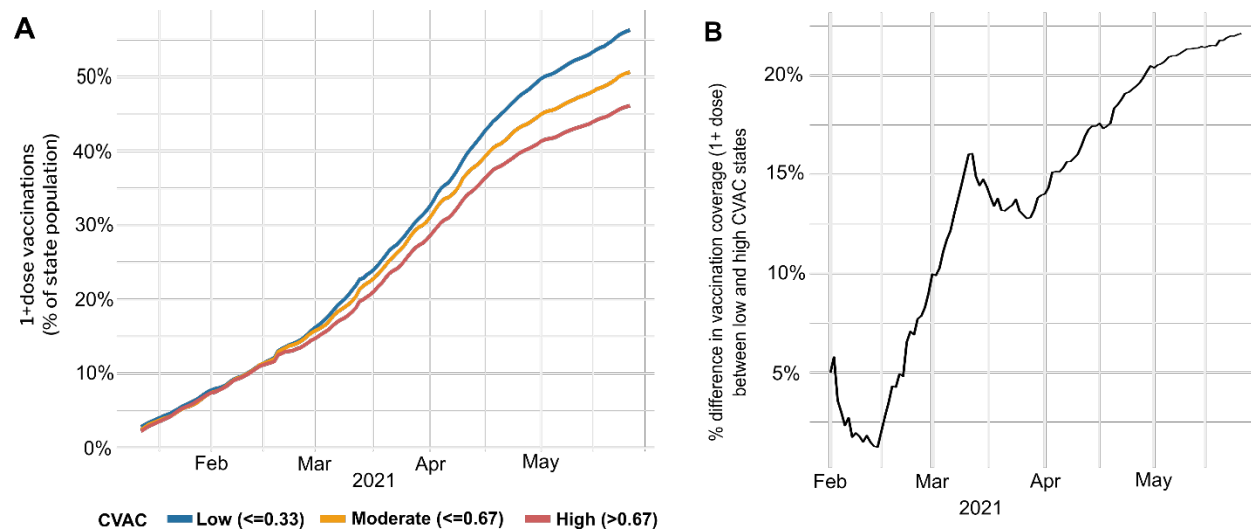 A
1+dose vaccinations
(% of state population)
50%
40%
30%
20%
10%
0%
Feb
Mar
Apr
May
2021
CVAC
Low (<=0.33)
Moderate (<=0.67)
High (>0.67)
B
% difference in vaccination coverage (1+ dose)
between low and high CVAC states
20%
15%
10%
5%
Feb
Mar
Apr
May
2021